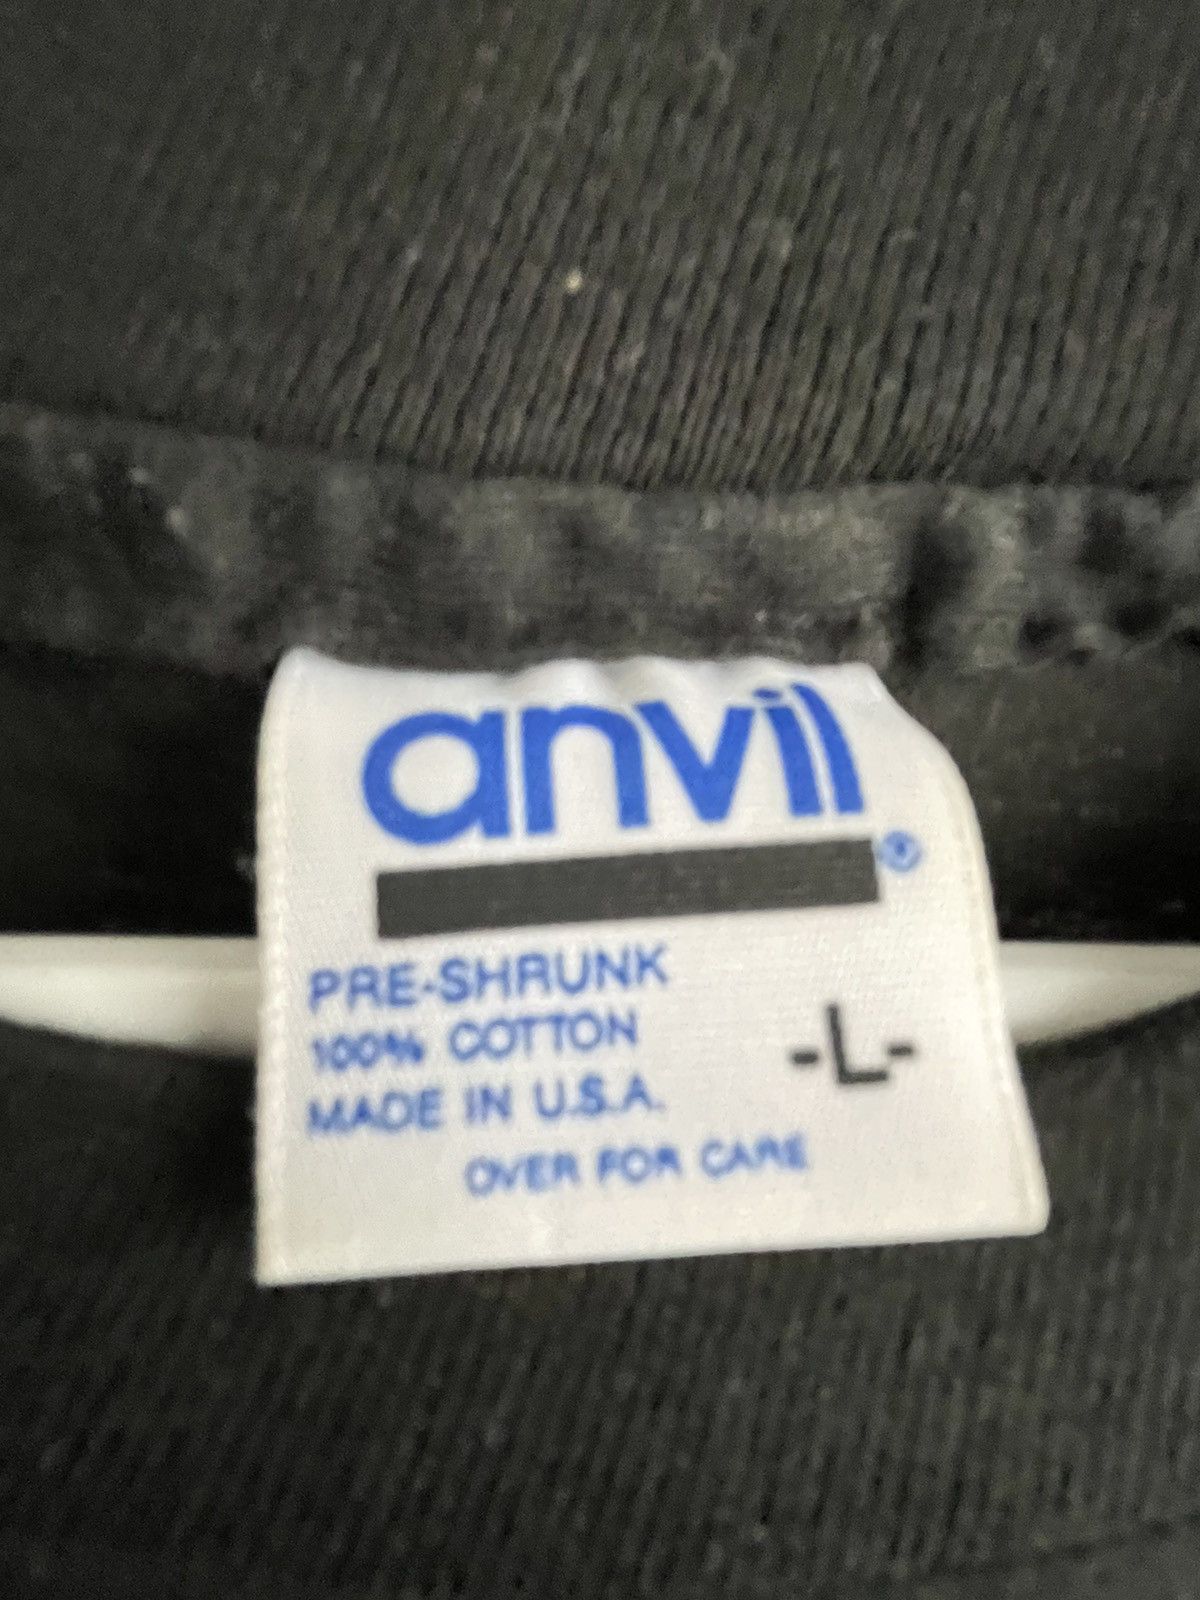 anvil®
PRE-SHRUNK
100% COTTON
MADE IN U.S.A.
-L-
OVER FOR CARE